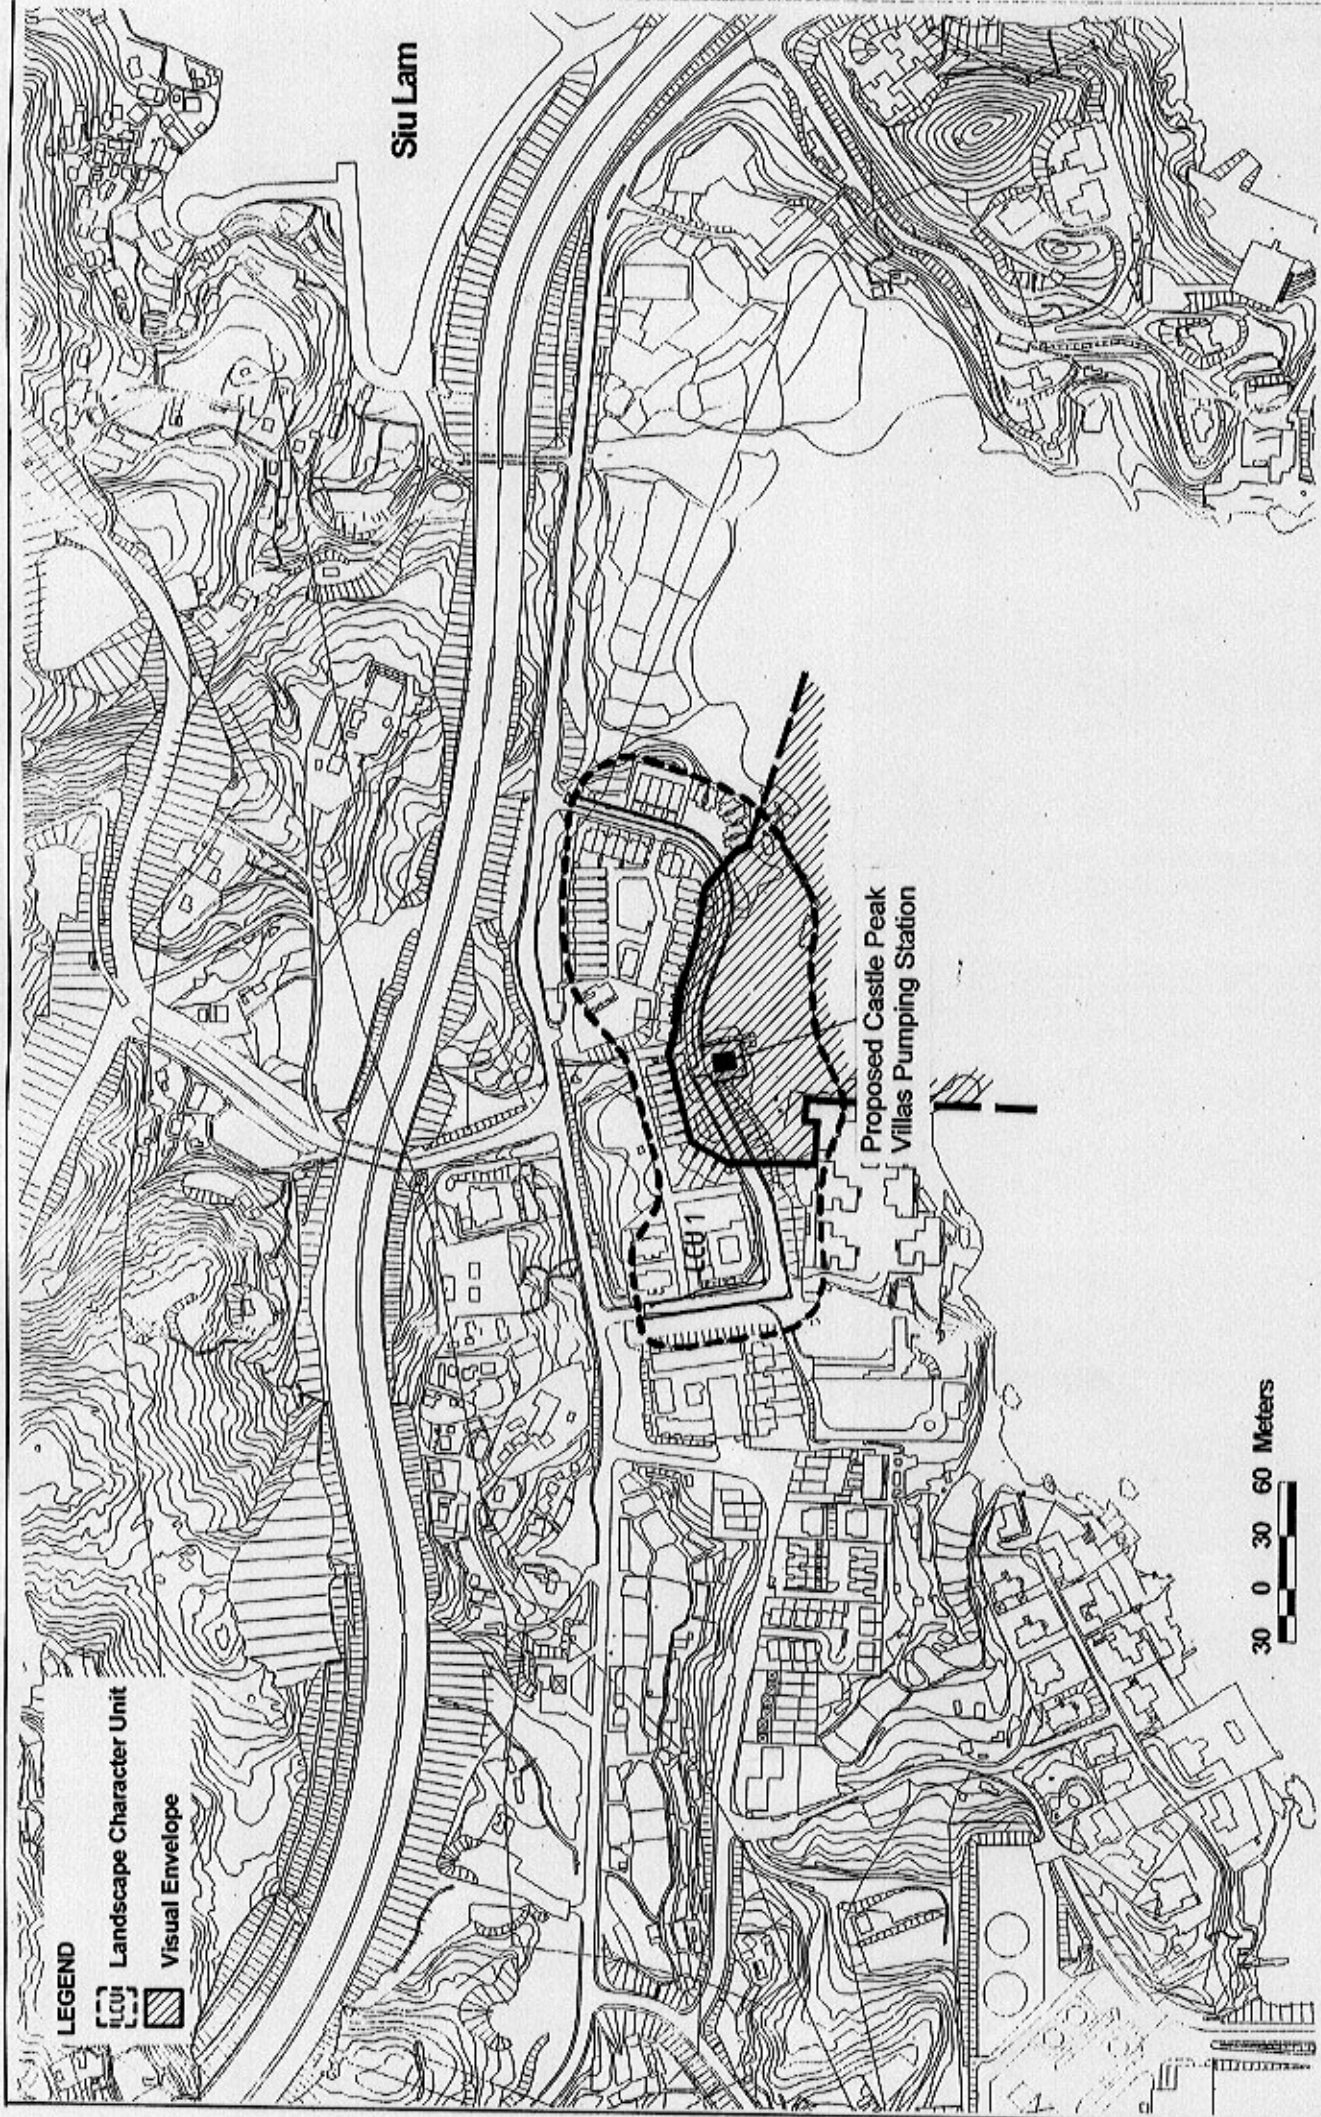 LEGEND
LCU
Landscape Character Unit
Visual Envelope
Siu Lam
LCU 1
Proposed Castle Peak
Villas Pumping Station
30 0 30 60 Meters